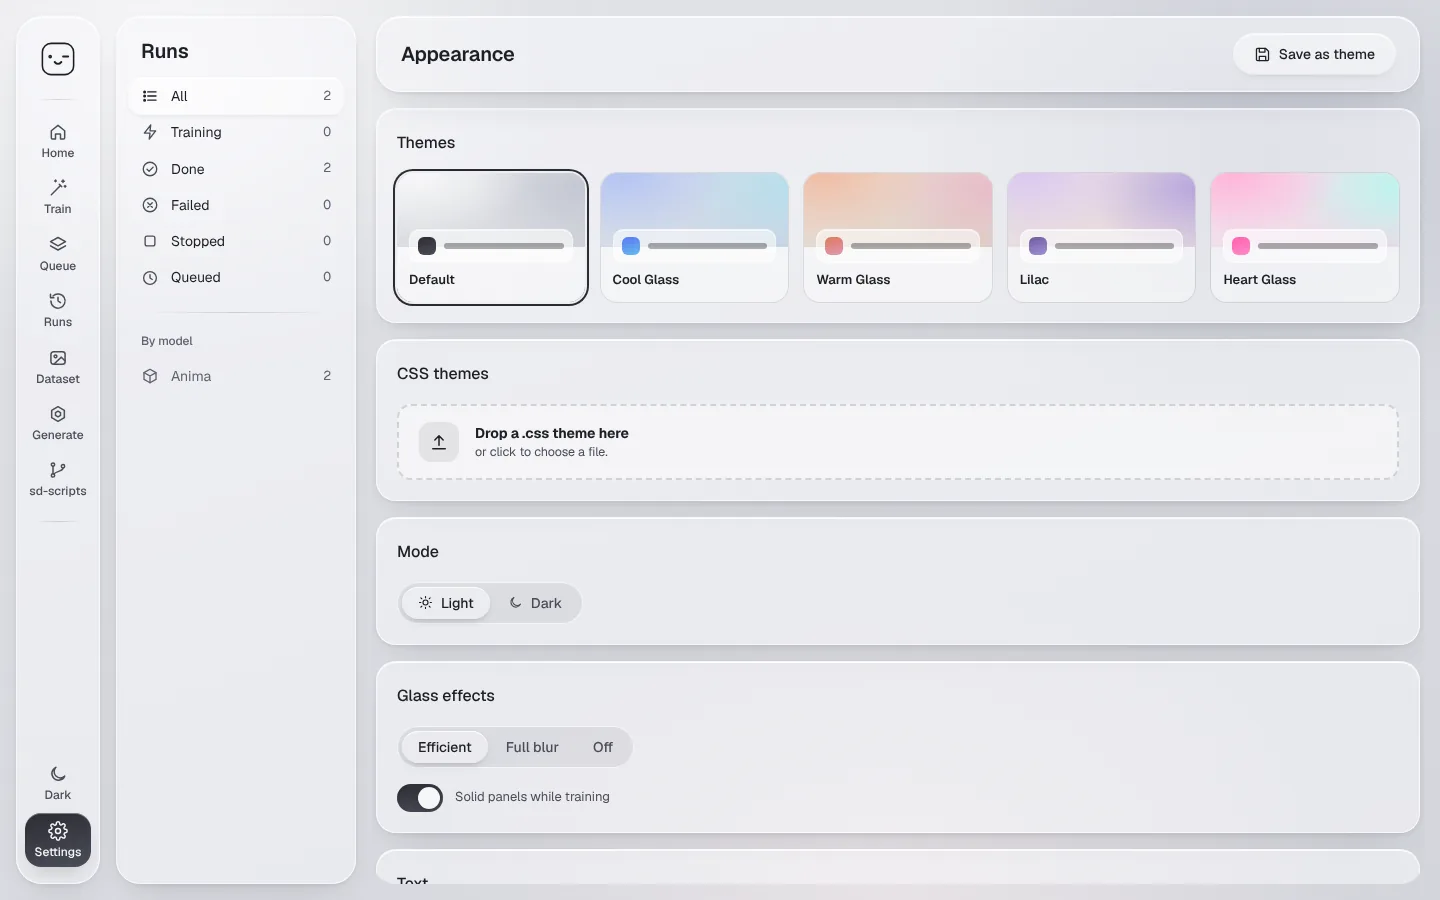 Home
Train
Queue
Runs
Dataset
Generate
sd-scripts
Dark
Settings
Runs
All 2
Training 0
Done 2
Failed 0
Stopped 0
Queued 0
By model
Anima 2
Appearance
Save as theme
Themes
Default
Cool Glass
Warm Glass
Lilac
Heart Glass
CSS themes
Drop a .css theme here
or click to choose a file.
Mode
Light
Dark
Glass effects
Efficient
Full blur
Off
Solid panels while training
Text